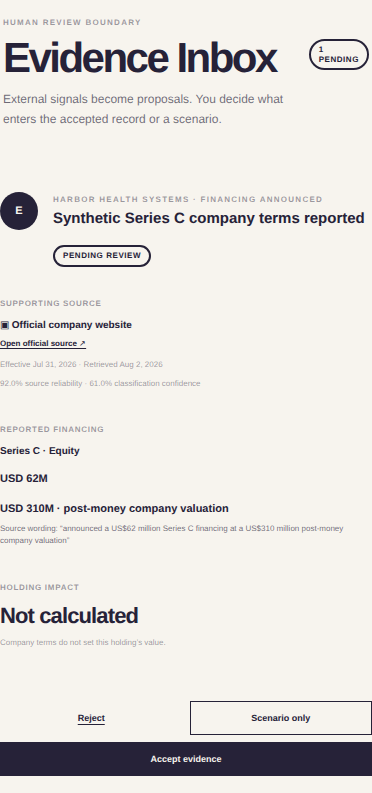 HUMAN REVIEW BOUNDARY
Evidence Inbox
1
PENDING
External signals become proposals. You decide what
enters the accepted record or a scenario.
E
HARBOR HEALTH SYSTEMS · FINANCING ANNOUNCED
Synthetic Series C company terms reported
PENDING REVIEW
SUPPORTING SOURCE
▣ Official company website
Open official source ↗
Effective Jul 31, 2026 · Retrieved Aug 2, 2026
92.0% source reliability · 61.0% classification confidence
REPORTED FINANCING
Series C · Equity
USD 62M
USD 310M · post-money company valuation
Source wording: “announced a US$62 million Series C financing at a US$310 million post-money
company valuation”
HOLDING IMPACT
Not calculated
Company terms do not set this holding's value.
Reject
Scenario only
Accept evidence